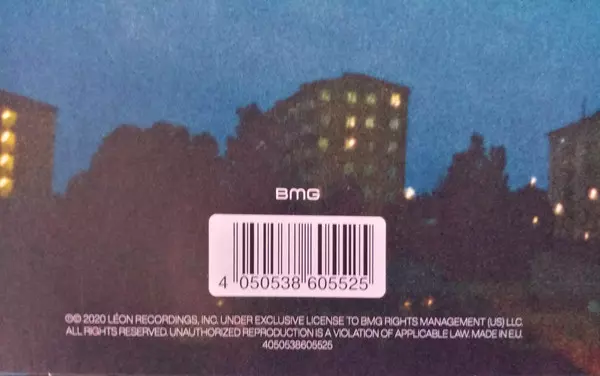 BMG
4 050538 605525
℗© 2020 LÉON RECORDINGS, INC. UNDER EXCLUSIVE LICENSE TO BMG RIGHTS MANAGEMENT (US) LLC.
ALL RIGHTS RESERVED. UNAUTHORIZED REPRODUCTION IS A VIOLATION OF APPLICABLE LAW. MADE IN E.U.
4050538605525